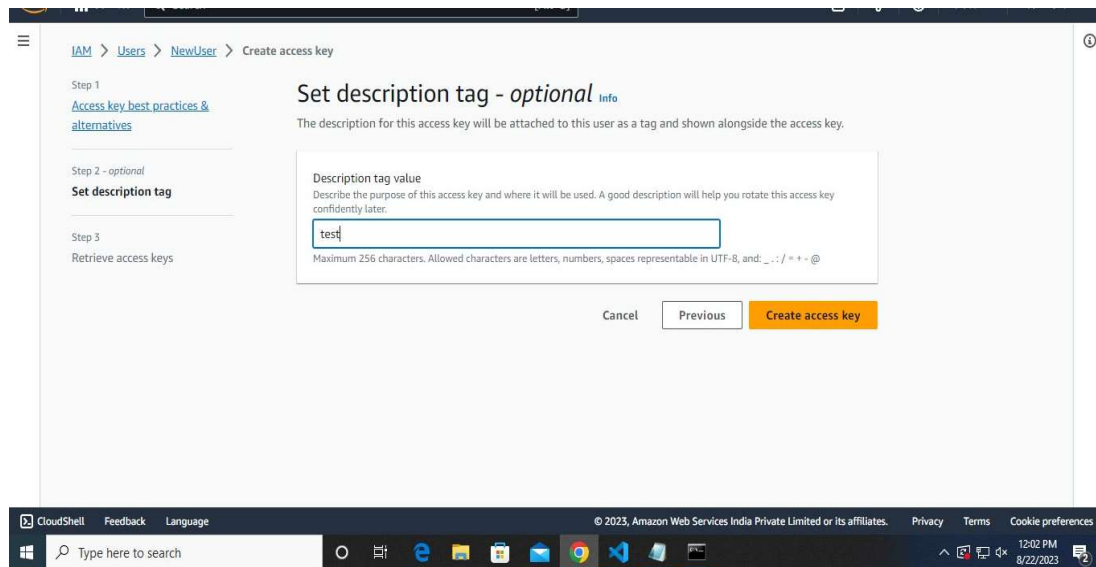 IAM > Users > NewUser > Create access key
Step 1
Access key best practices &
alternatives
Step 2 - optional
Set description tag
Step 3
Retrieve access keys
Set description tag - optional Info
The description for this access key will be attached to this user as a tag and shown alongside the access key.
Description tag value
Describe the purpose of this access key and where it will be used. A good description will help you rotate this access key
confidently later.
test
Maximum 256 characters. Allowed characters are letters, numbers, spaces representable in UTF-8, and: _ . : / = + - @
Cancel Previous Create access key
CloudShell Feedback Language © 2023, Amazon Web Services India Private Limited or its affiliates. Privacy Terms Cookie preferences
Type here to search
12:02 PM
8/22/2023
2